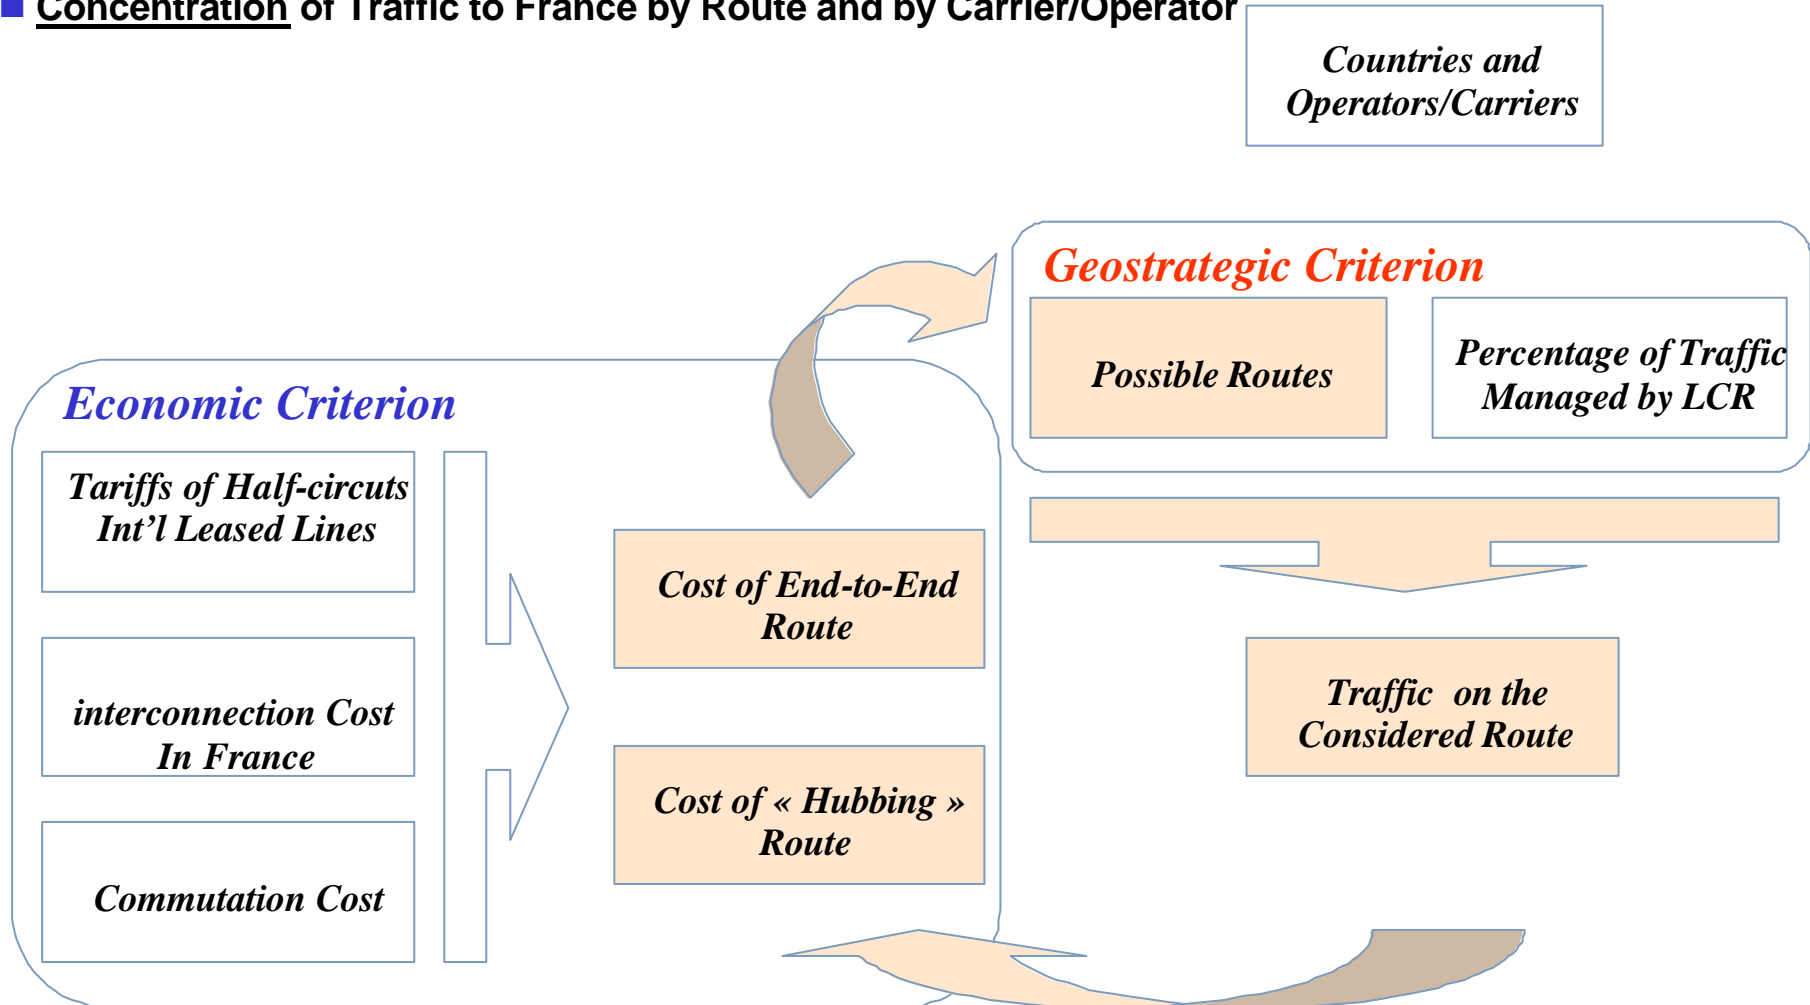 Concentration of Traffic to France by Route and by Carrier/Operator
Countries and
Operators/Carriers
Geostrategic Criterion
Possible Routes
Percentage of Traffic
Managed by LCR
Economic Criterion
Tariffs of Half-circuts
Int'l Leased Lines
interconnection Cost
In France
Commutation Cost
Cost of End-to-End
Route
Cost of « Hubbing »
Route
Traffic on the
Considered Route